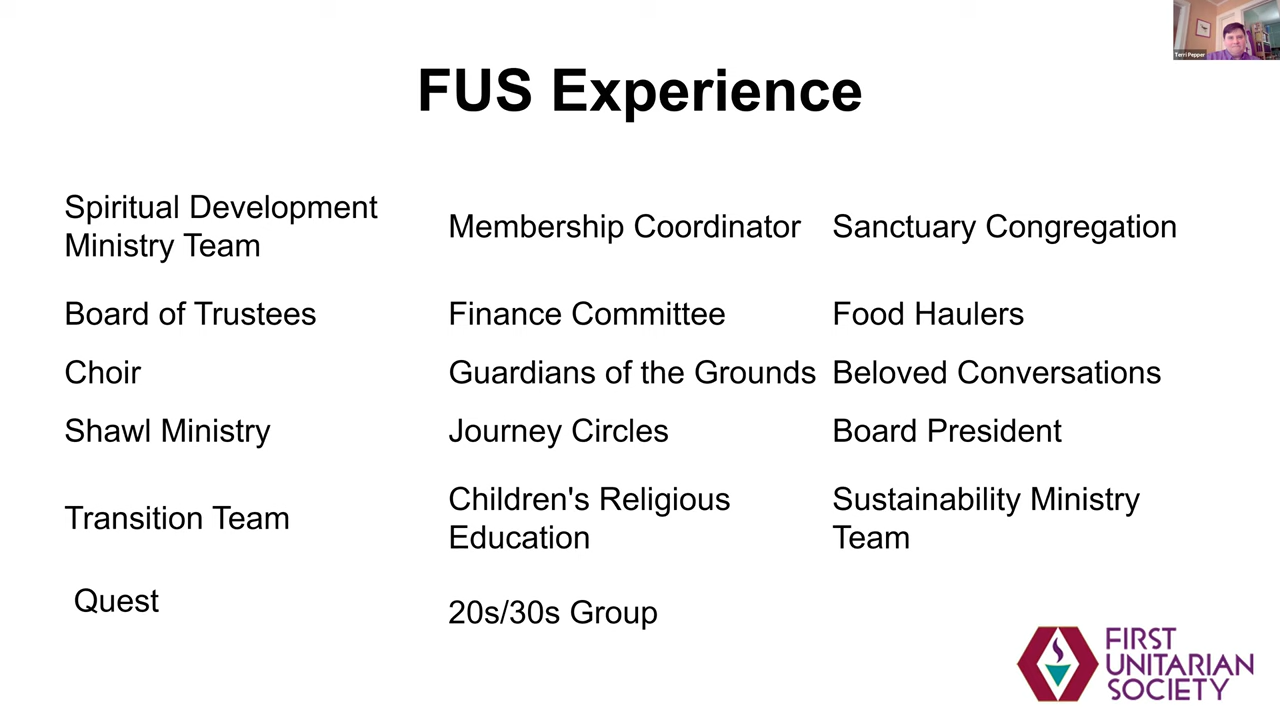 Terri Pepper
FUS Experience
Spiritual Development
Ministry Team
Membership Coordinator
Sanctuary Congregation
Board of Trustees
Finance Committee
Food Haulers
Choir
Guardians of the Grounds
Beloved Conversations
Shawl Ministry
Journey Circles
Board President
Transition Team
Children's Religious
Education
Sustainability Ministry
Team
Quest
20s/30s Group
FIRST
UNITARIAN
SOCIETY